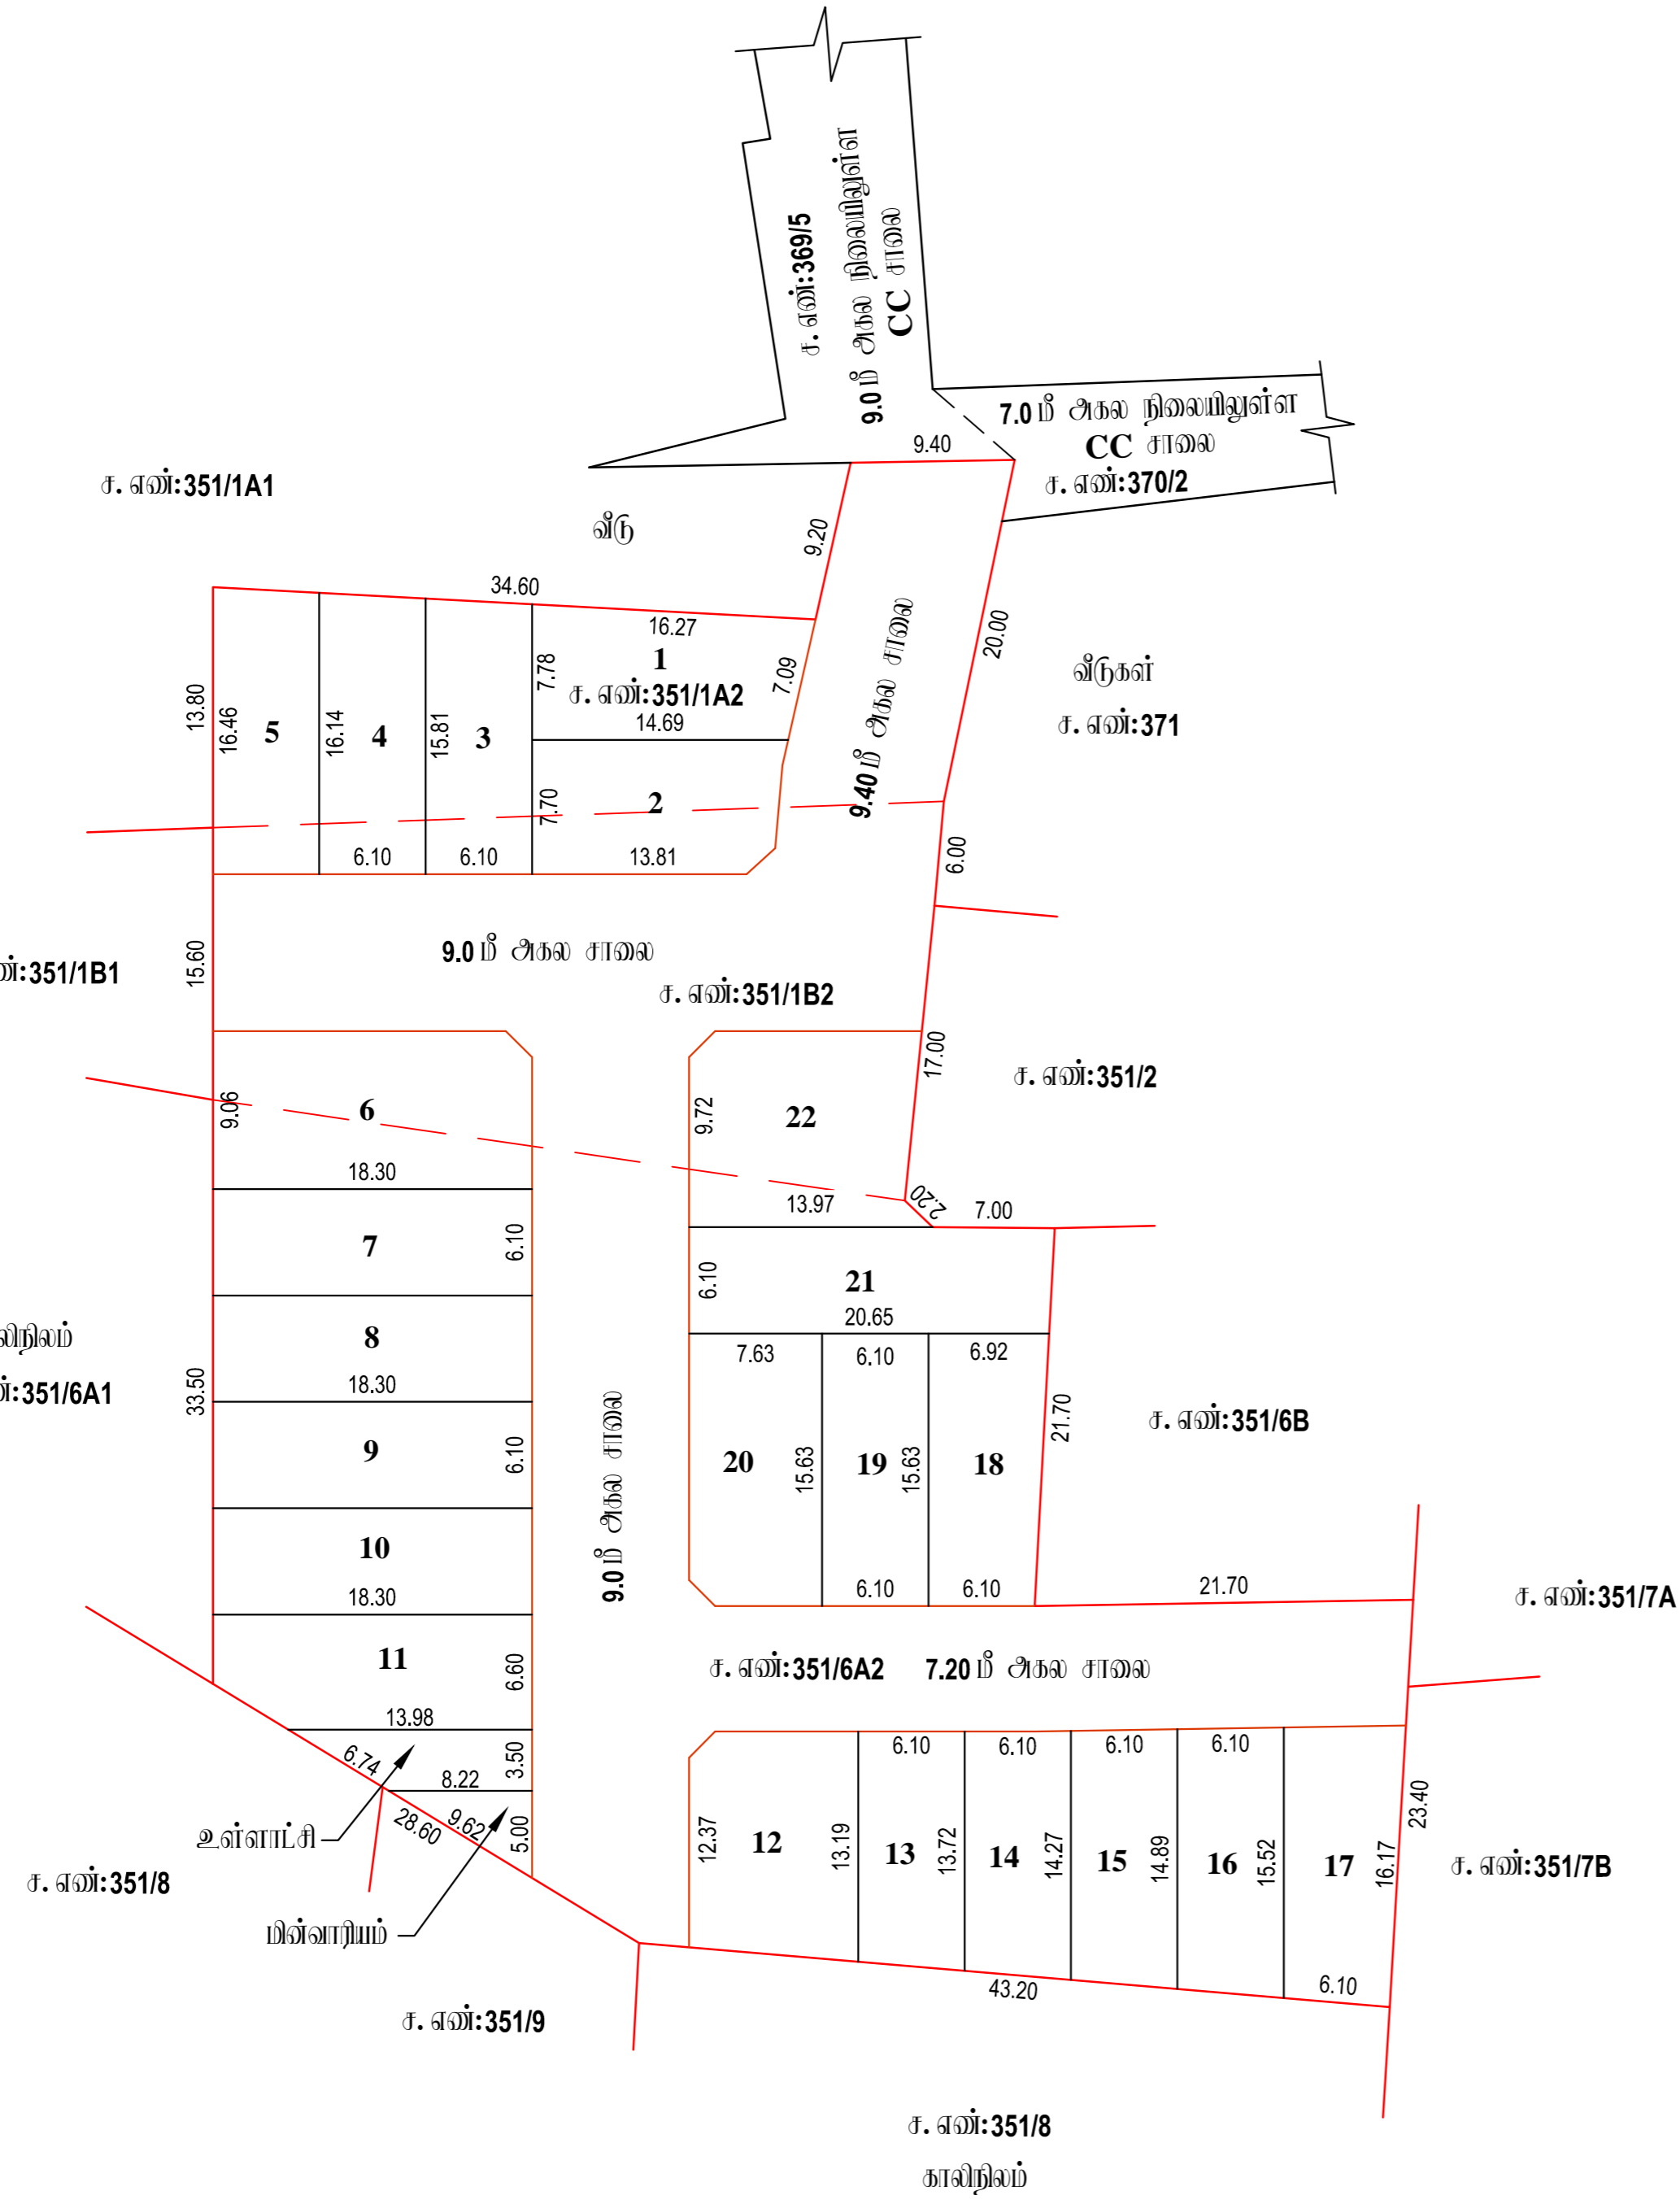 ச. எண்:369/5
9.0 மீ அகல நிலையிலுள்ள
CC சாலை
7.0 மீ அகல நிலையிலுள்ள
CC சாலை
ச. எண்:370/2
9.40
ச. எண்:351/1A1
வீடு
9.20
34.60
16.27
1
7.78
7.09
ச. எண்:351/1A2
14.69
9.40 மீ அகல சாலை
20.00
வீடுகள்
ச. எண்:371
13.80
16.46
5
16.14
4
15.81
3
7.70
2
6.10
6.10
13.81
6.00
15.60
9.0 மீ அகல சாலை
ண்:351/1B1
ச. எண்:351/1B2
17.00
ச. எண்:351/2
9.06
6
9.72
22
18.30
13.97
2.20
7.00
7
6.10
6.10
21
20.65
லிநிலம்
ண்:351/6A1
33.50
8
18.30
7.63
6.10
6.92
9.0 மீ அகல சாலை
21.70
ச. எண்:351/6B
9
6.10
20
15.63
19
15.63
18
10
18.30
6.10
6.10
21.70
ச. எண்:351/7A
11
6.60
ச. எண்:351/6A2
7.20 மீ அகல சாலை
13.98
6.74
3.50
8.22
28.60
9.62
5.00
உள்ளாட்சி
மின்வாரியம்
ச. எண்:351/8
6.10
6.10
6.10
6.10
12.37
12
13.19
13
13.72
14
14.27
15
14.89
16
15.52
17
16.17
23.40
ச. எண்:351/7B
43.20
6.10
ச. எண்:351/9
ச. எண்:351/8
காலிநிலம்